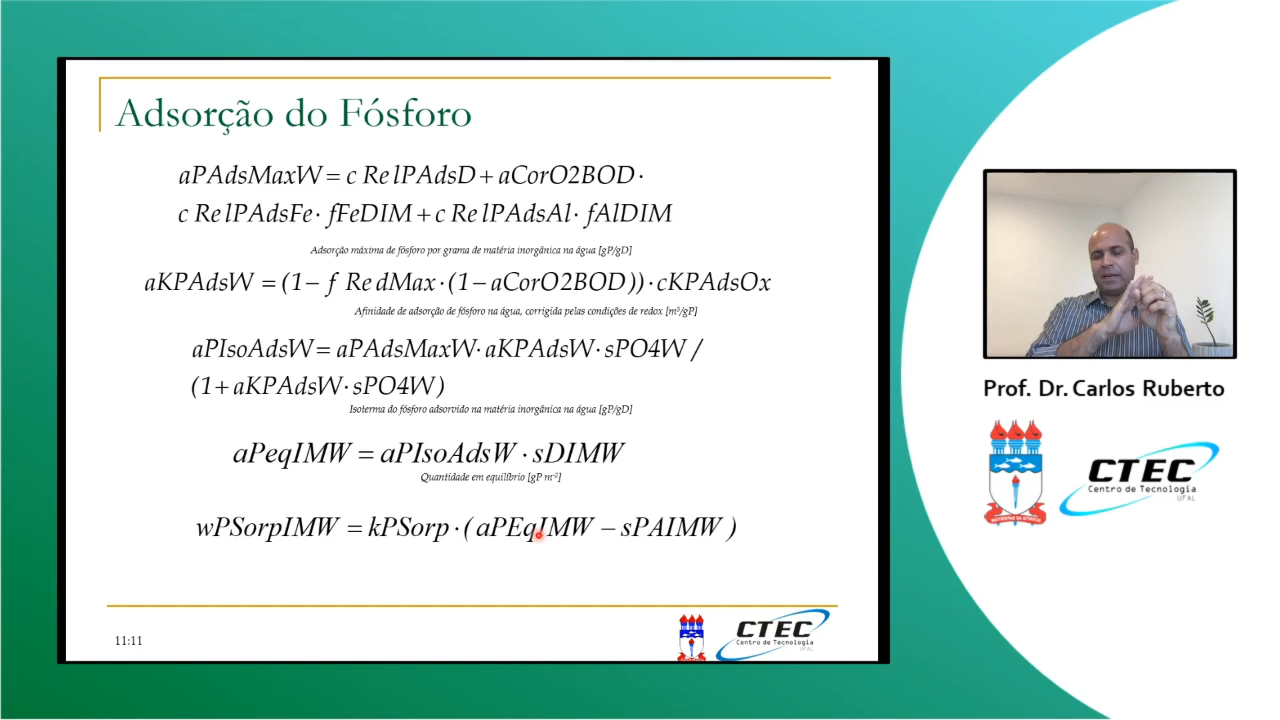 Adsorção do Fósforo
aPAdsMaxW = c RelPAdsD + aCorO2BOD ·
c RelPAdsFe · fFeDIM + c RelPAdsAl · fAlDIM
Adsorção máxima de fósforo por grama de matéria inorgânica na água [gP/gD]
aKPAdsW = (1 − f RedMax · (1 − aCorO2BOD)) · cKPAdsOx
Afinidade de adsorção de fósforo na água, corrigida pelas condições de redox [m³/gP]
aPIsoAdsW = aPAdsMaxW · aKPAdsW · sPO4W /
(1 + aKPAdsW · sPO4W)
Isoterma do fósforo adsorvido na matéria inorgânica na água [gP/gD]
aPeqIMW = aPIsoAdsW · sDIMW
Quantidade em equilíbrio [gP m⁻²]
wPSorpIMW = kPSorp · (aPEqIMW − sPAIMW)
11:11
CTEC
Centro de Tecnologia
UFAL
Prof. Dr. Carlos Ruberto
CTEC
Centro de Tecnologia
UFAL